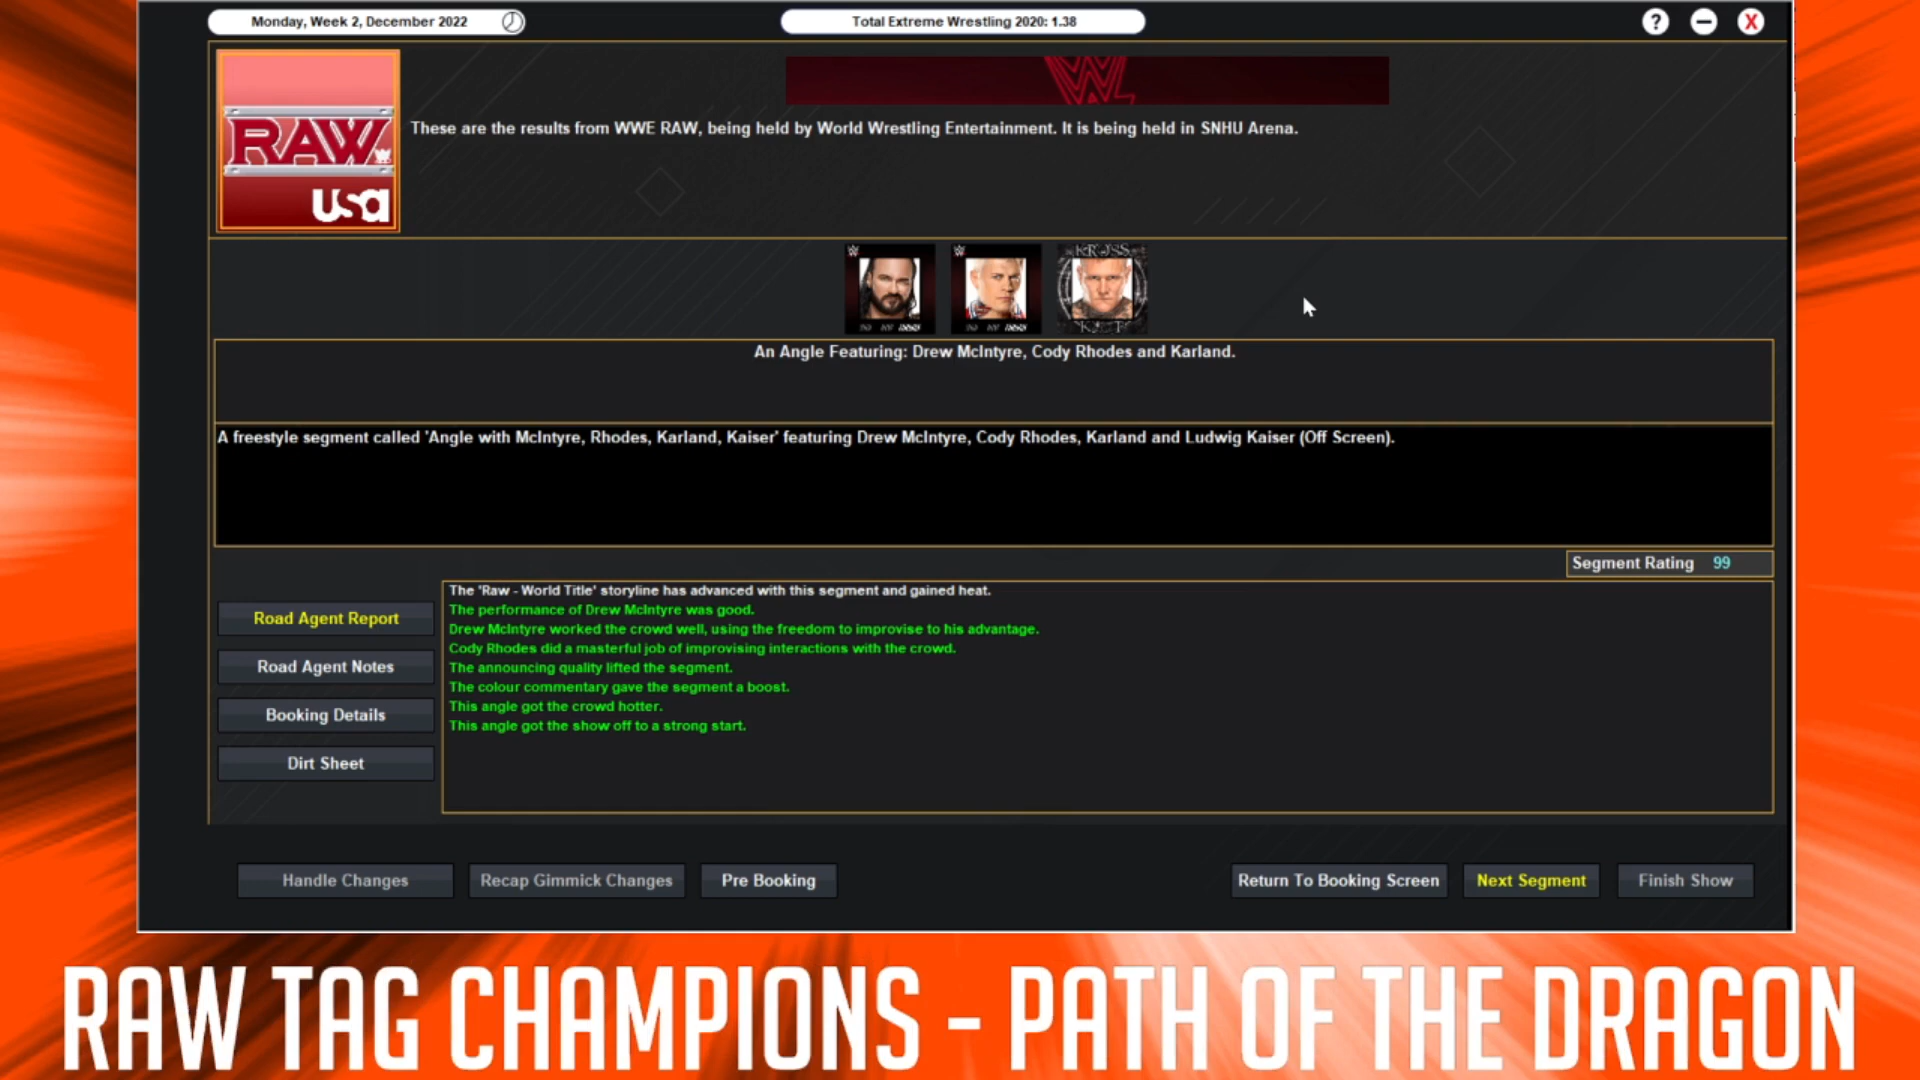 Monday, Week 2, December 2022
Total Extreme Wrestling 2020: 1.38
?
X
RAW
usa
These are the results from WWE RAW, being held by World Wrestling Entertainment. It is being held in SNHU Arena.
KROSS
An Angle Featuring: Drew McIntyre, Cody Rhodes and Karland.
A freestyle segment called 'Angle with McIntyre, Rhodes, Karland, Kaiser' featuring Drew McIntyre, Cody Rhodes, Karland and Ludwig Kaiser (Off Screen).
Segment Rating 99
The 'Raw - World Title' storyline has advanced with this segment and gained heat.
The performance of Drew McIntyre was good.
Drew McIntyre worked the crowd well, using the freedom to improvise to his advantage.
Cody Rhodes did a masterful job of improvising interactions with the crowd.
The announcing quality lifted the segment.
The colour commentary gave the segment a boost.
This angle got the crowd hotter.
This angle got the show off to a strong start.
Road Agent Report
Road Agent Notes
Booking Details
Dirt Sheet
Handle Changes
Recap Gimmick Changes
Pre Booking
Return To Booking Screen
Next Segment
Finish Show
RAW TAG CHAMPIONS - PATH OF THE DRAGON